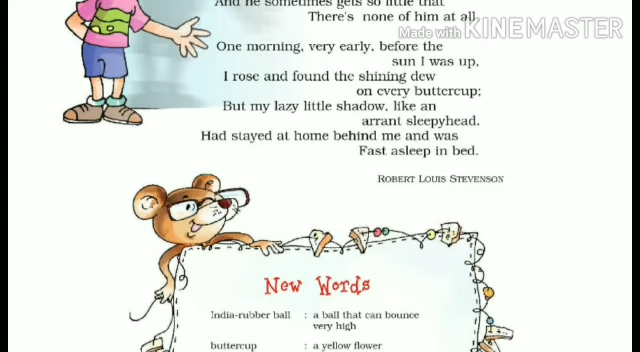 And he sometimes gets so little that
There's none of him at all.
Made with KINEMASTER
One morning, very early, before the
sun I was up,
I rose and found the shining dew
on every buttercup;
But my lazy little shadow, like an
arrant sleepyhead.
Had stayed at home behind me and was
Fast asleep in bed.
ROBERT LOUIS STEVENSON
New Words
India-rubber ball : a ball that can bounce
very high
buttercup : a yellow flower